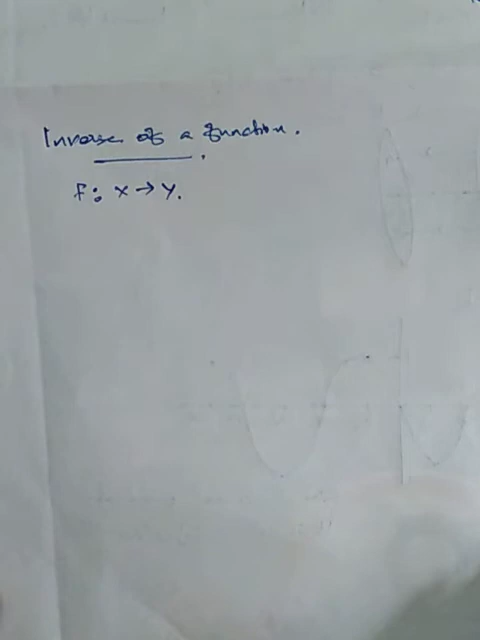 Inverse of a function.
f: x → y.